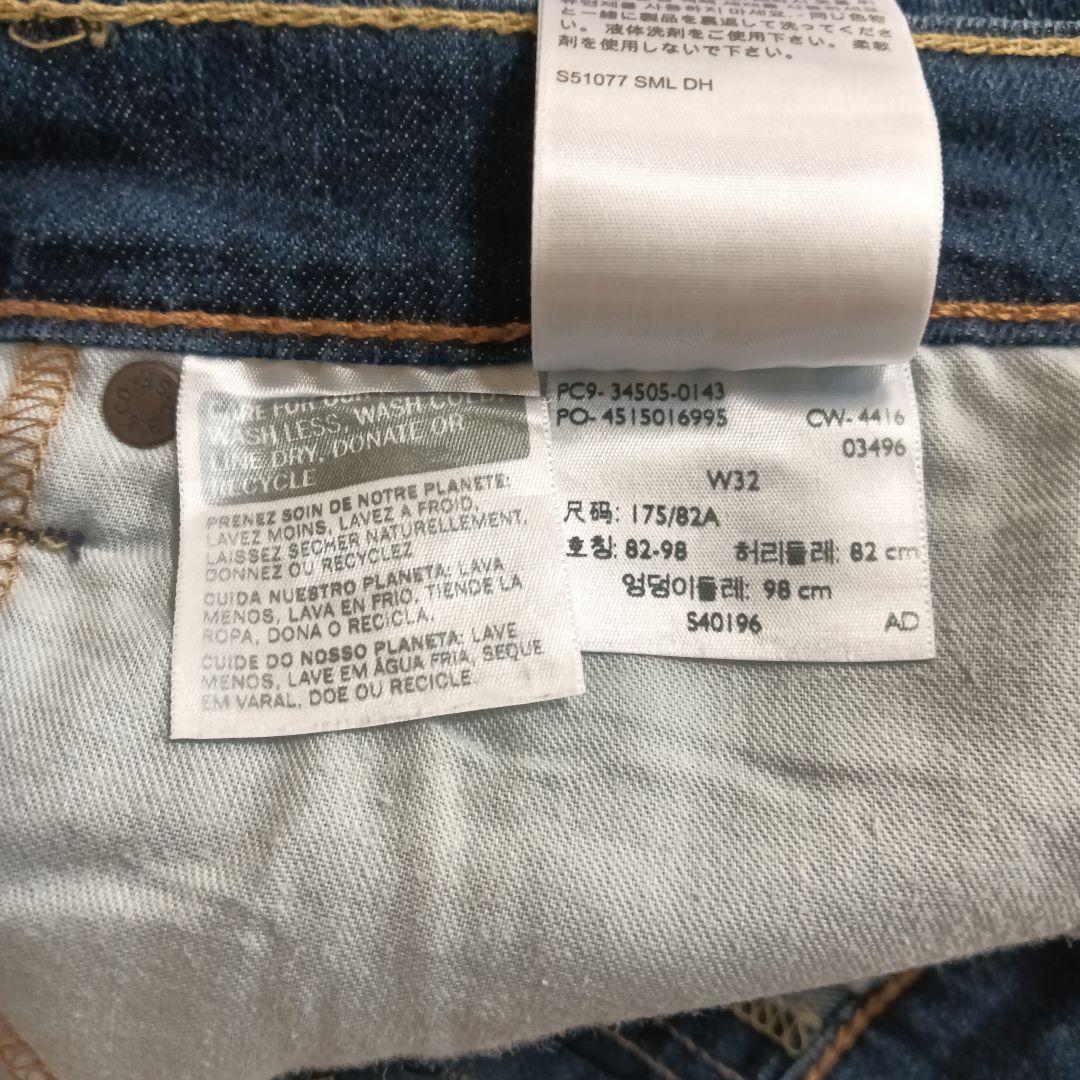 と一緒に製品を裏返して洗ってくださ
い。液体洗剤をご使用下さい。柔軟
剤を使用しないで下さい。
S51077 SML DH
WASH LESS, WASH COLD,
LINE DRY, DONATE OR
RECYCLE
PRENEZ SOIN DE NOTRE PLANETE:
LAVEZ MOINS, LAVEZ A FROID,
LAISSEZ SECHER NATURELLEMENT,
DONNEZ OU RECYCLEZ
CUIDA NUESTRO PLANETA: LAVA
MENOS, LAVA EN FRIO, TIENDE LA
ROPA, DONA O RECICLA.
CUIDE DO NOSSO PLANETA: LAVE
MENOS, LAVE EM ÁGUA FRIA, SEQUE
EM VARAL, DOE OU RECICLE.
PC9- 34505-0143
PO- 4515016995 CW- 4416
03496
W32
尺码: 175/82A
호칭: 82-98 허리둘레: 82 cm
엉덩이둘레: 98 cm
S40196 AD